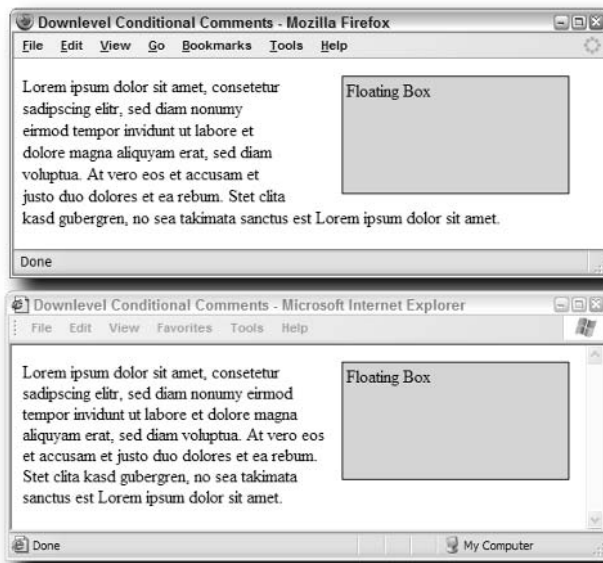 Downlevel Conditional Comments - Mozilla Firefox
File Edit View Go Bookmarks Tools Help
Lorem ipsum dolor sit amet, consetetur
sadipscing elitr, sed diam nonumy
eirmod tempor invidunt ut labore et
dolore magna aliquyam erat, sed diam
voluptua. At vero eos et accusam et
justo duo dolores et ea rebum. Stet clita
kasd gubergren, no sea takimata sanctus est Lorem ipsum dolor sit amet.
Floating Box
Done
Downlevel Conditional Comments - Microsoft Internet Explorer
File Edit View Favorites Tools Help
Lorem ipsum dolor sit amet, consetetur
sadipscing elitr, sed diam nonumy eirmod
tempor invidunt ut labore et dolore magna
aliquyam erat, sed diam voluptua. At vero eos
et accusam et justo duo dolores et ea rebum.
Stet clita kasd gubergren, no sea takimata
sanctus est Lorem ipsum dolor sit amet.
Floating Box
Done My Computer